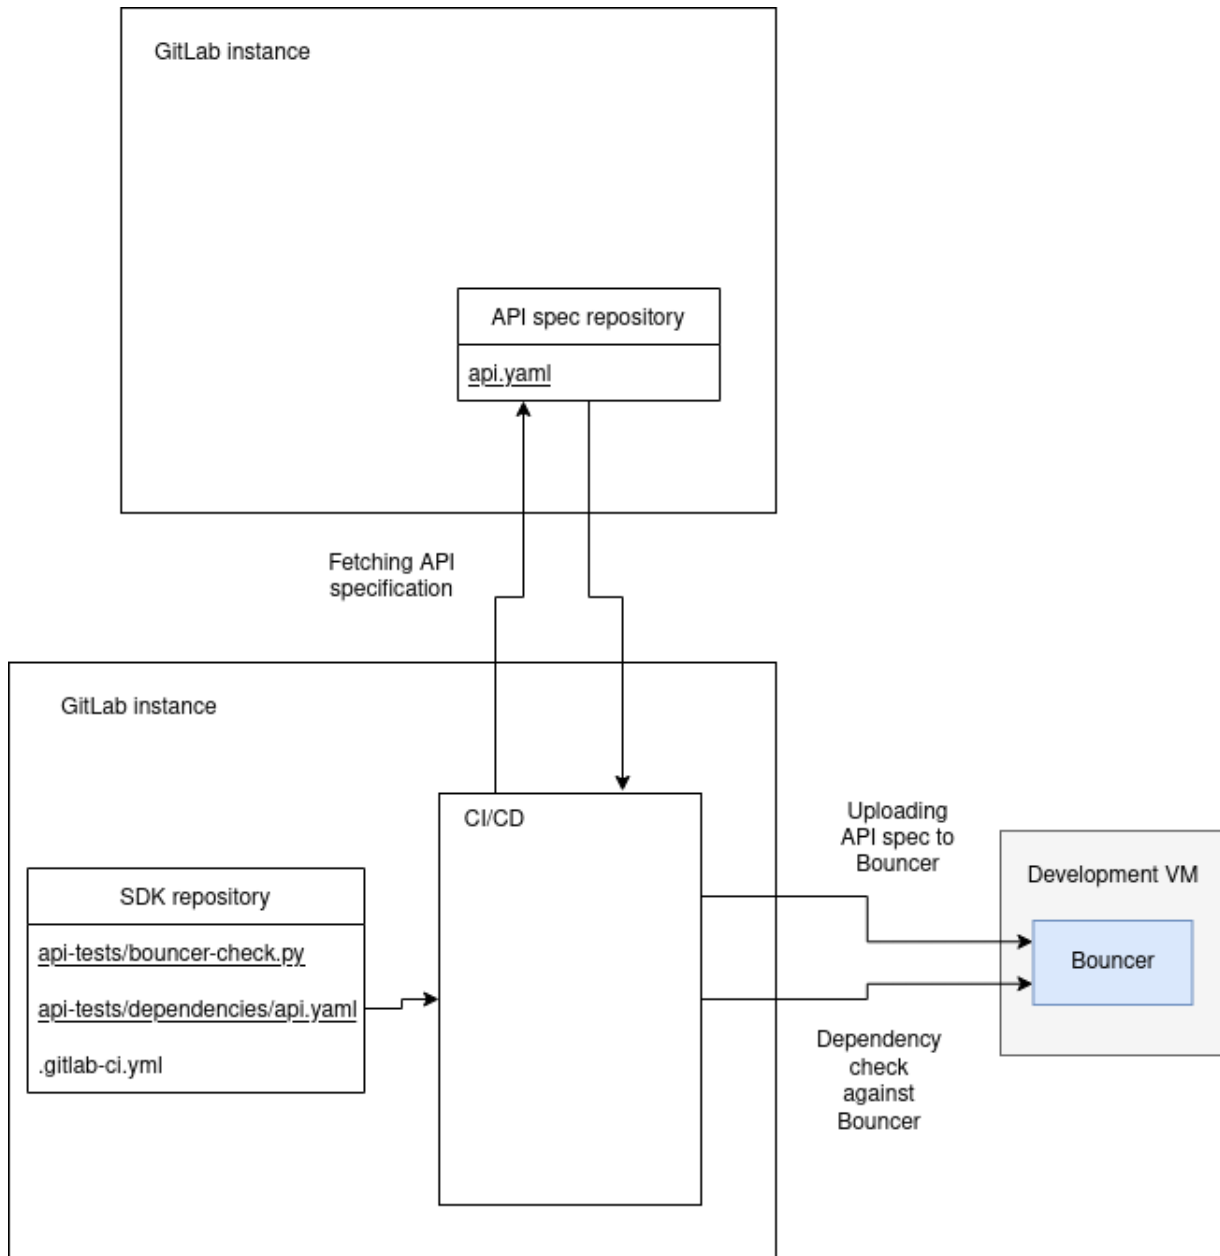 GitLab instance
API spec repository
api.yaml
Fetching API
specification
GitLab instance
CI/CD
SDK repository
api-tests/bouncer-check.py
api-tests/dependencies/api.yaml
.gitlab-ci.yml
Uploading
API spec to
Bouncer
Development VM
Bouncer
Dependency
check
against
Bouncer